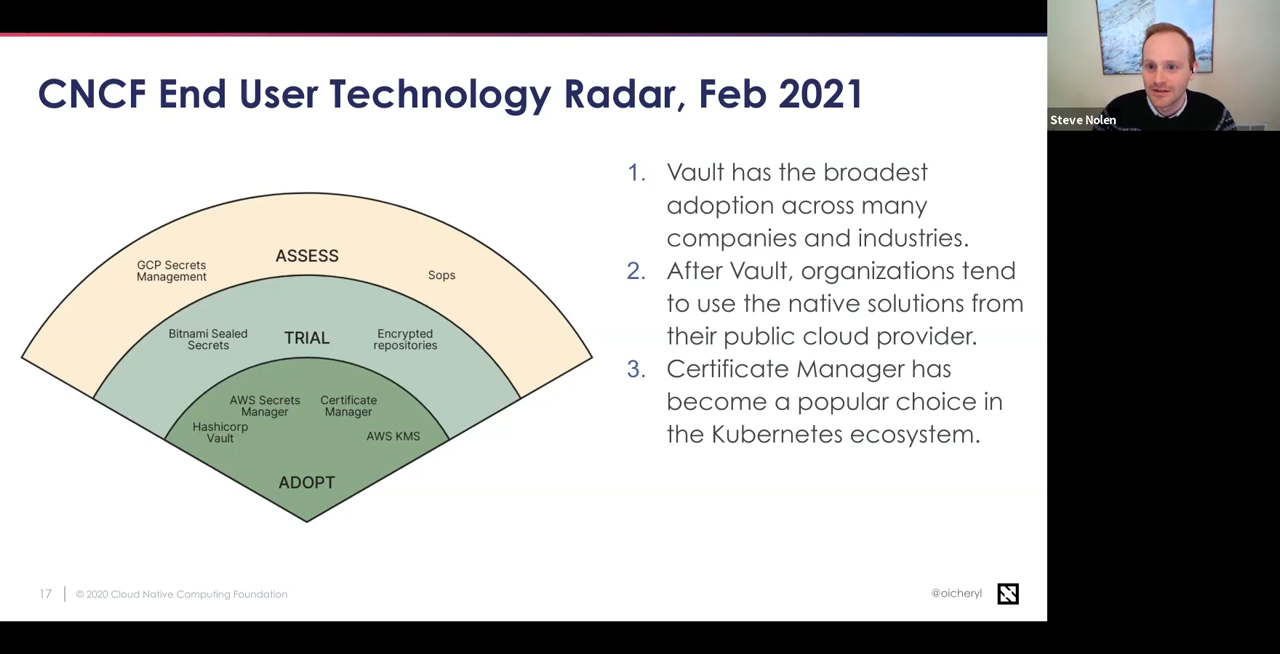 CNCF End User Technology Radar, Feb 2021
Steve Nolen
ASSESS
GCP Secrets
Management
Sops
TRIAL
Bitnami Sealed
Secrets
Encrypted
repositories
AWS Secrets
Manager
Certificate
Manager
Hashicorp
Vault
AWS KMS
ADOPT
1. Vault has the broadest
adoption across many
companies and industries.
2. After Vault, organizations tend
to use the native solutions from
their public cloud provider.
3. Certificate Manager has
become a popular choice in
the Kubernetes ecosystem.
17
© 2020 Cloud Native Computing Foundation
@oicheryl